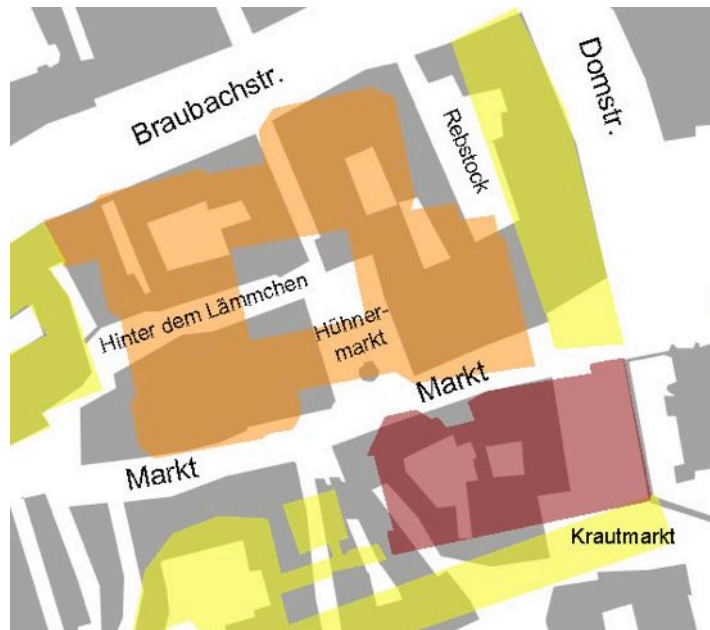 Braubachstr.
Domstr.
Rebstock
Hinter dem Lämmchen
Hühner-
markt
Markt
Markt
Krautmarkt